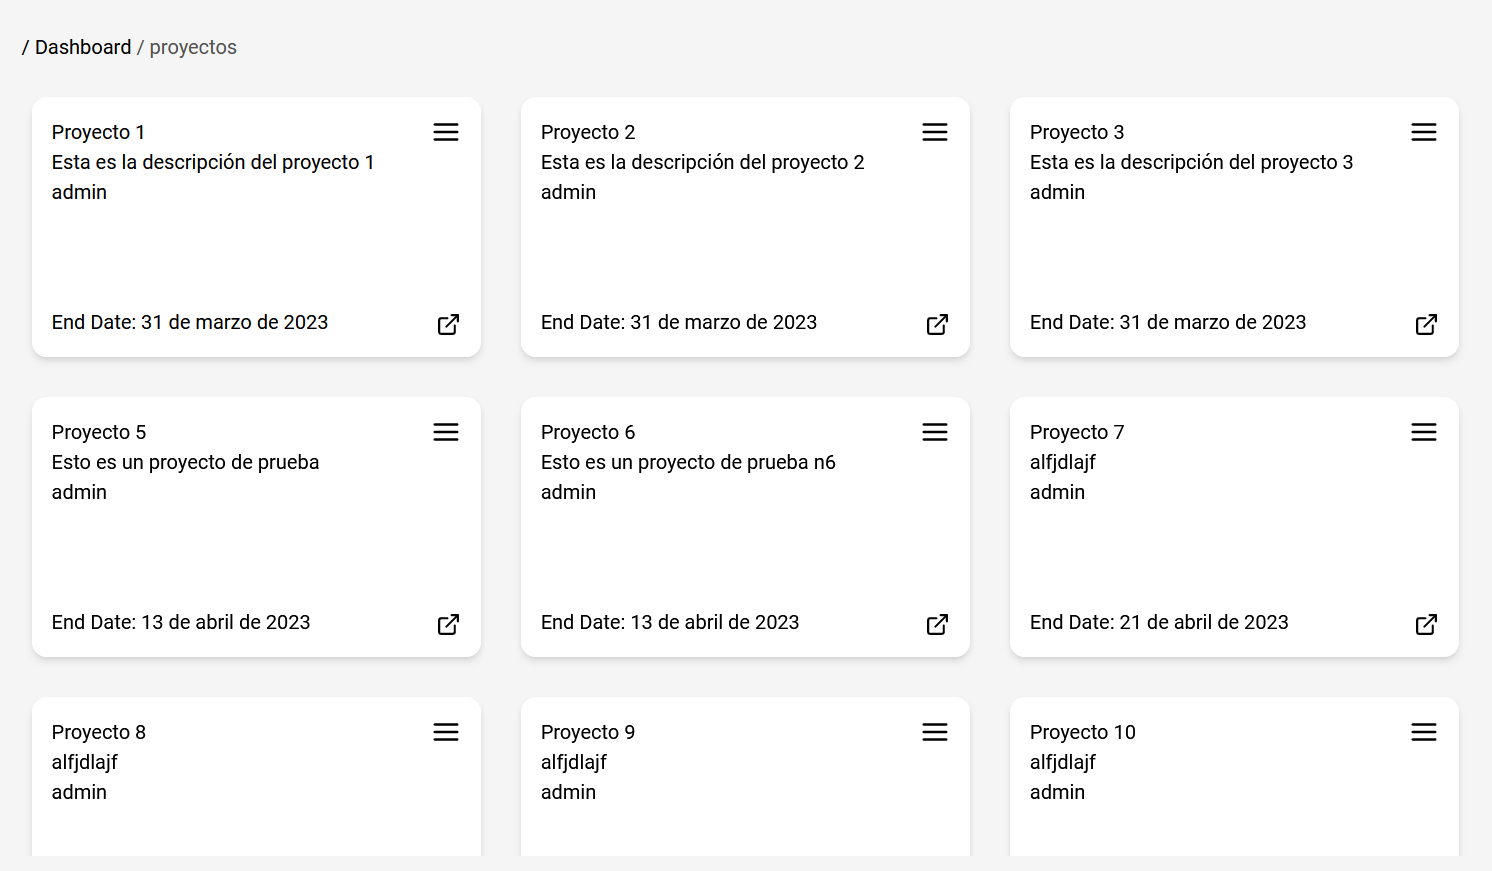 / Dashboard / proyectos
Proyecto 1
Esta es la descripción del proyecto 1
admin
End Date: 31 de marzo de 2023
Proyecto 2
Esta es la descripción del proyecto 2
admin
End Date: 31 de marzo de 2023
Proyecto 3
Esta es la descripción del proyecto 3
admin
End Date: 31 de marzo de 2023
Proyecto 5
Esto es un proyecto de prueba
admin
End Date: 13 de abril de 2023
Proyecto 6
Esto es un proyecto de prueba n6
admin
End Date: 13 de abril de 2023
Proyecto 7
alfjdlajf
admin
End Date: 21 de abril de 2023
Proyecto 8
alfjdlajf
admin
Proyecto 9
alfjdlajf
admin
Proyecto 10
alfjdlajf
admin